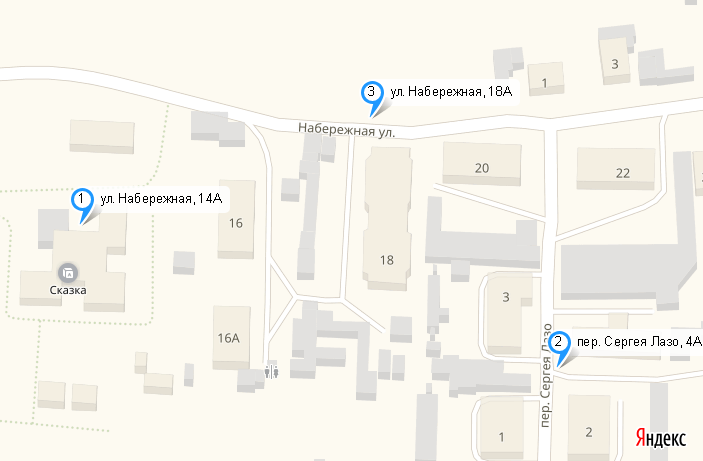 3
1
3
ул. Набережная, 18А
Набережная ул.
20
22
1
ул. Набережная, 14А
16
18
Сказка
3
16А
пер. Сергея Лазо
2
пер. Сергея Лазо, 4А
1
2
Яндекс